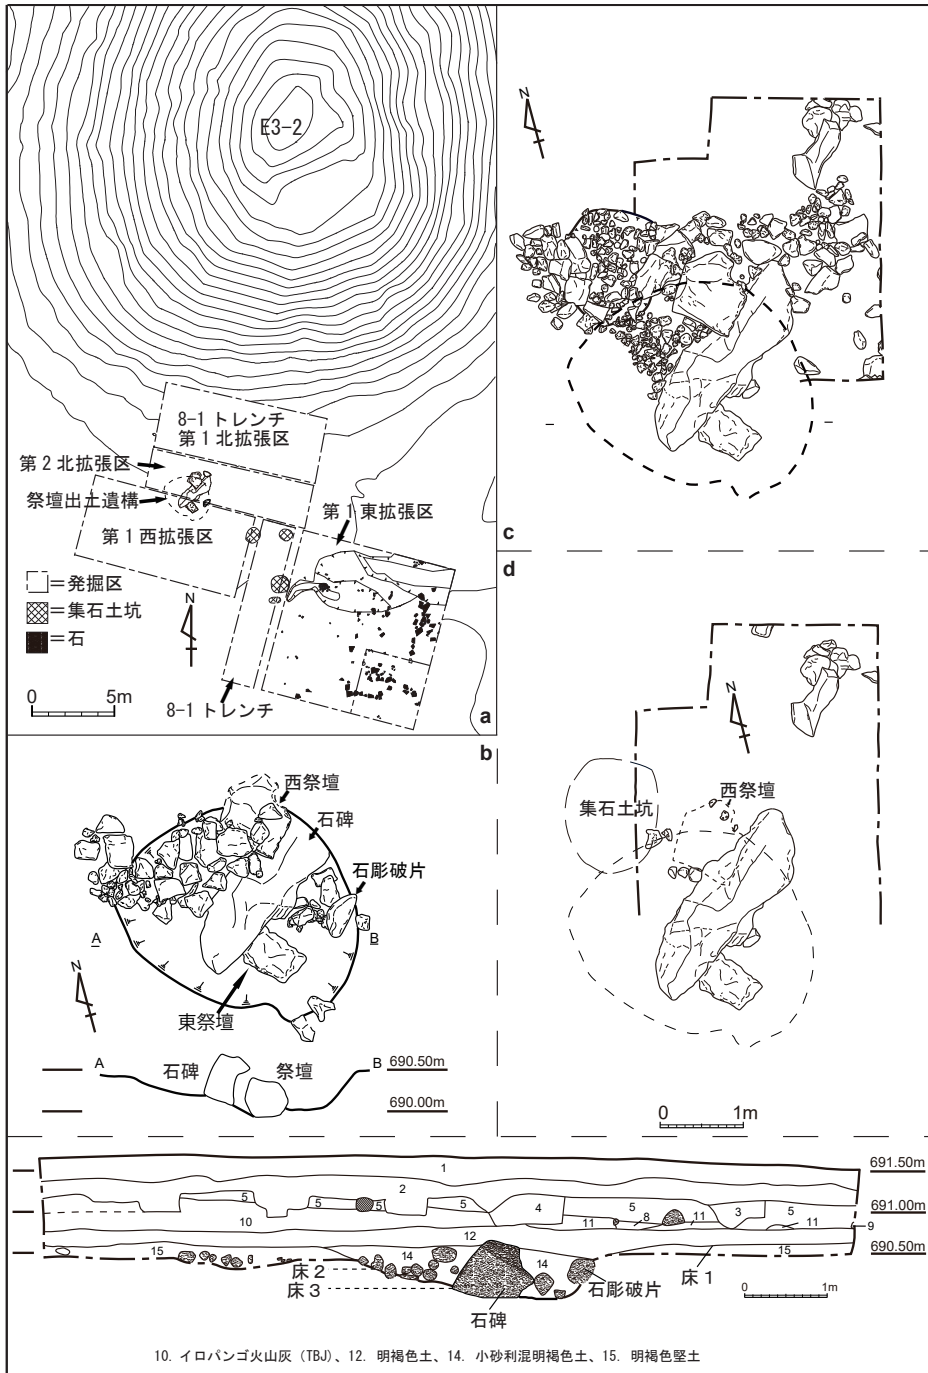 E3-2
8-1 トレンチ
第1北拡張区
第2北拡張区
祭壇出土遺構
第1西拡張区
第1東拡張区
=発掘区
=集石土坑
=石
N
0 5m
8-1 トレンチ
a
N
c
d
N
集石土坑
西祭壇
0 1m
b
西祭壇
石碑
石彫破片
A
B
N
東祭壇
A 石碑 祭壇 B 690.50m
690.00m
1
691.50m
2
5 5 5 5 4 5 3 5
691.00m
10 11 8 11 11 9
12
690.50m
15 14 14 15
床2
床3
床1
石彫破片
石碑
0 1m
10. イロパンゴ火山灰 (TBJ)、12. 明褐色土、14. 小砂利混明褐色土、15. 明褐色堅土